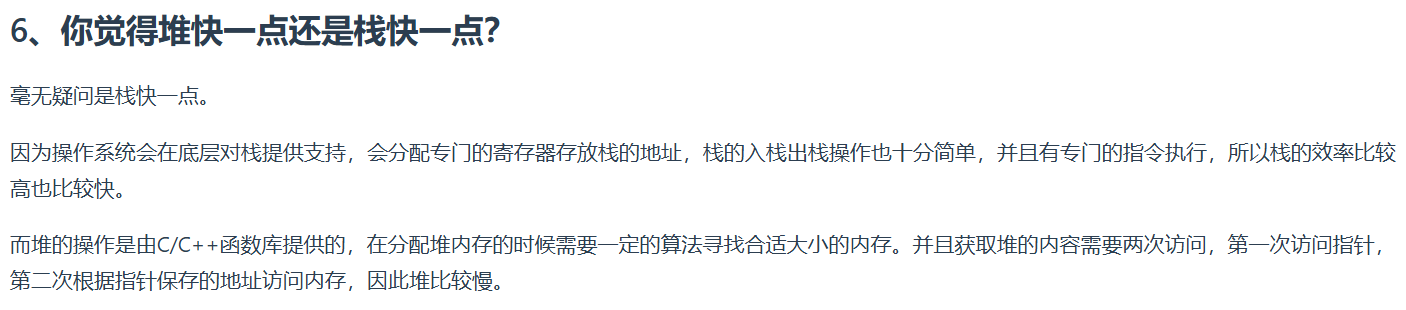 6、你觉得堆快一点还是栈快一点?
毫无疑问是栈快一点。
因为操作系统会在底层对栈提供支持，会分配专门的寄存器存放栈的地址，栈的入栈出栈操作也十分简单，并且有专门的指令执行，所以栈的效率比较
高也比较快。
而堆的操作是由C/C++函数库提供的，在分配堆内存的时候需要一定的算法寻找合适大小的内存。并且获取堆的内容需要两次访问，第一次访问指针，
第二次根据指针保存的地址访问内存，因此堆比较慢。